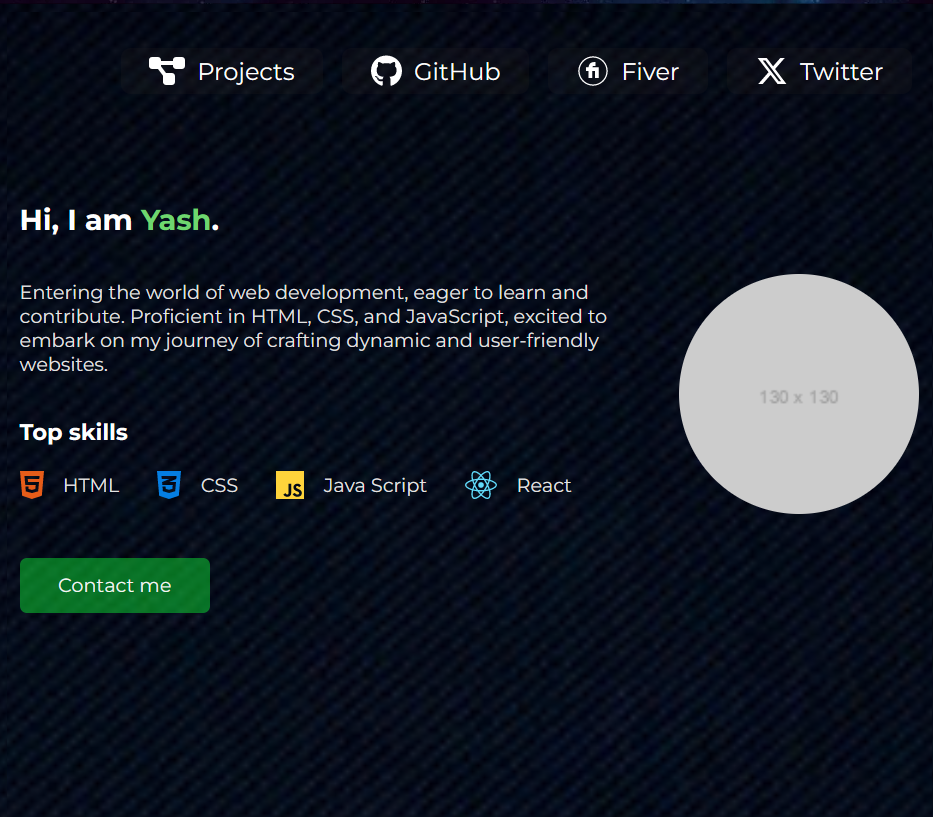 Projects GitHub Fiver Twitter
Hi, I am Yash.
Entering the world of web development, eager to learn and
contribute. Proficient in HTML, CSS, and JavaScript, excited to
embark on my journey of crafting dynamic and user-friendly
websites.
130 x 130
Top skills
HTML CSS JS Java Script React
Contact me